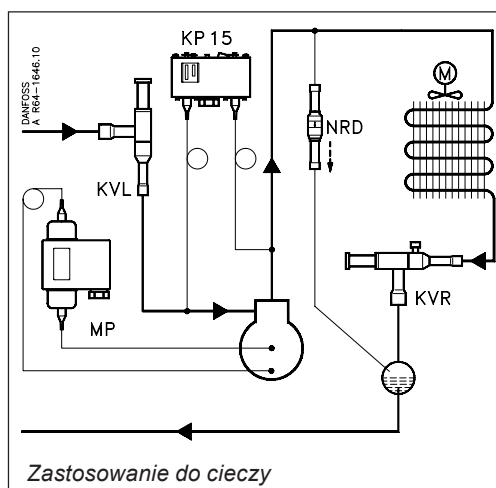 KP 15
M
DANFOSS
A R64-1646.10
NRD
KVL
KVR
MP
Zastosowanie do cieczy